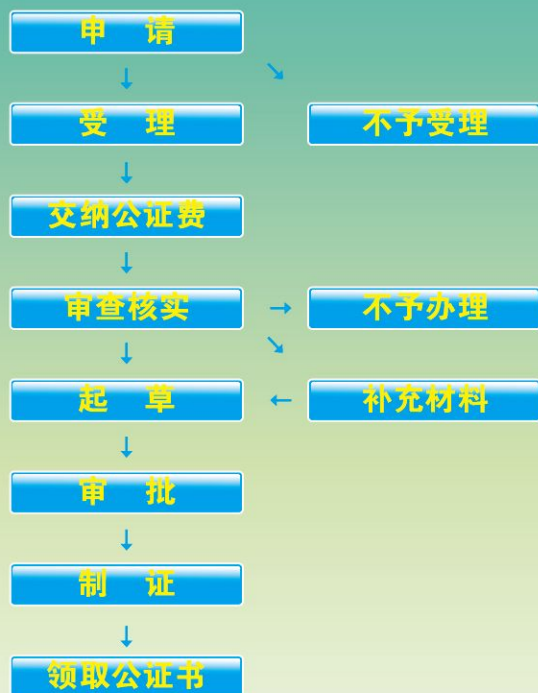 申 请
受 理
不予受理
交纳公证费
审查核实
不予办理
起 草
补充材料
审 批
制 证
领取公证书